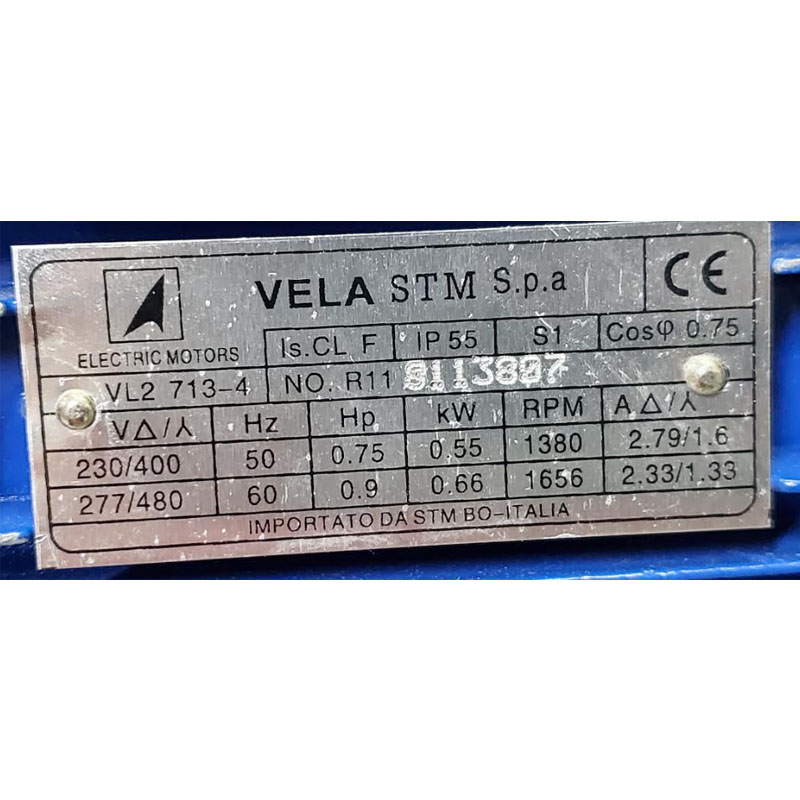 VELA STM S.p.a CE
ELECTRIC MOTORS Is.CL F IP 55 S1 Cosφ 0.75
VL2 713-4 NO. R11 8113807
V△/⅄ Hz Hp kW RPM A△/⅄
230/400 50 0.75 0.55 1380 2.79/1.6
277/480 60 0.9 0.66 1656 2.33/1.33
IMPORTATO DA STM BO-ITALIA